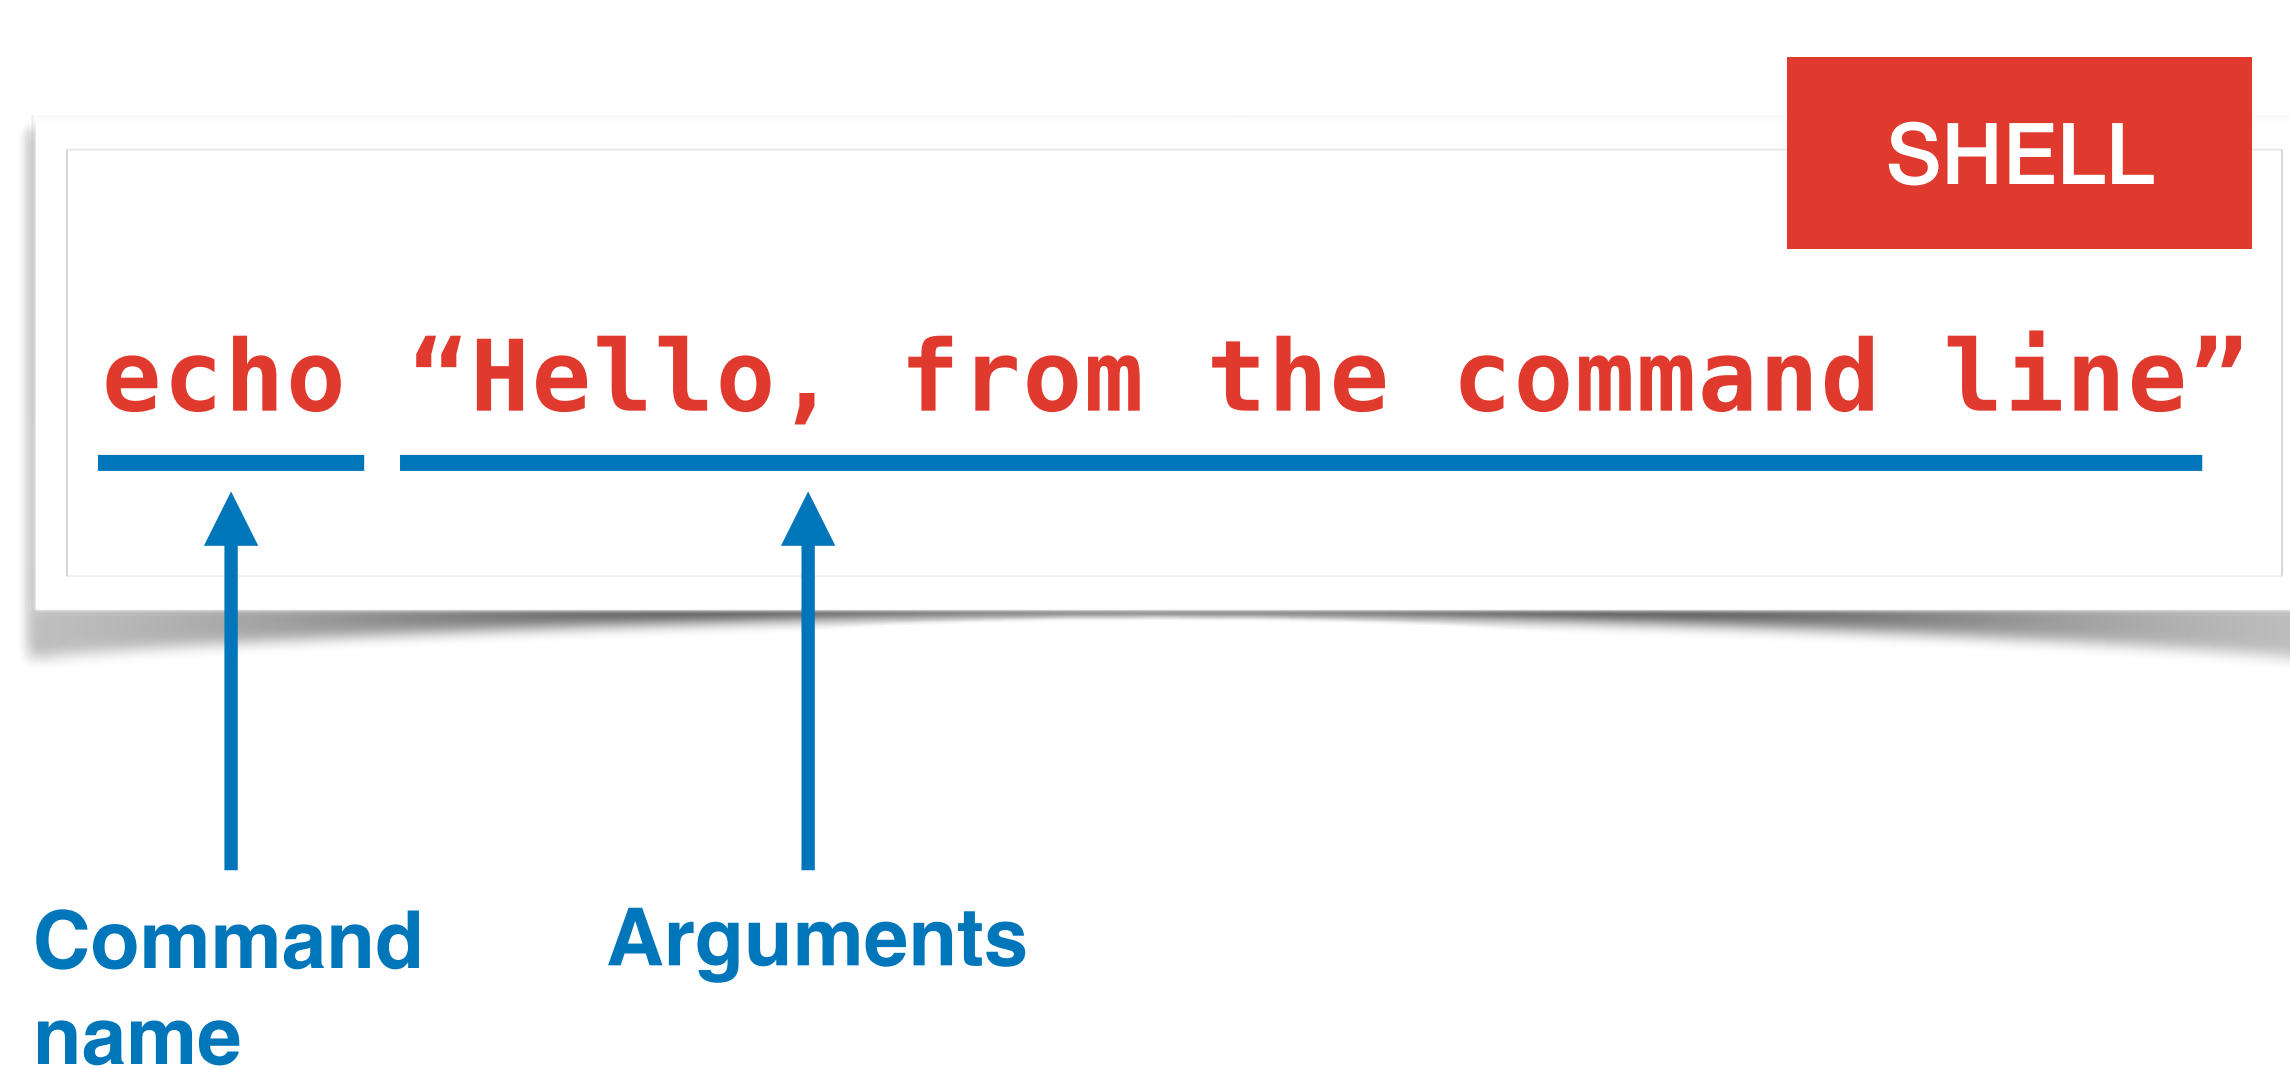 SHELL
echo “Hello, from the command line”
Command
name
Arguments